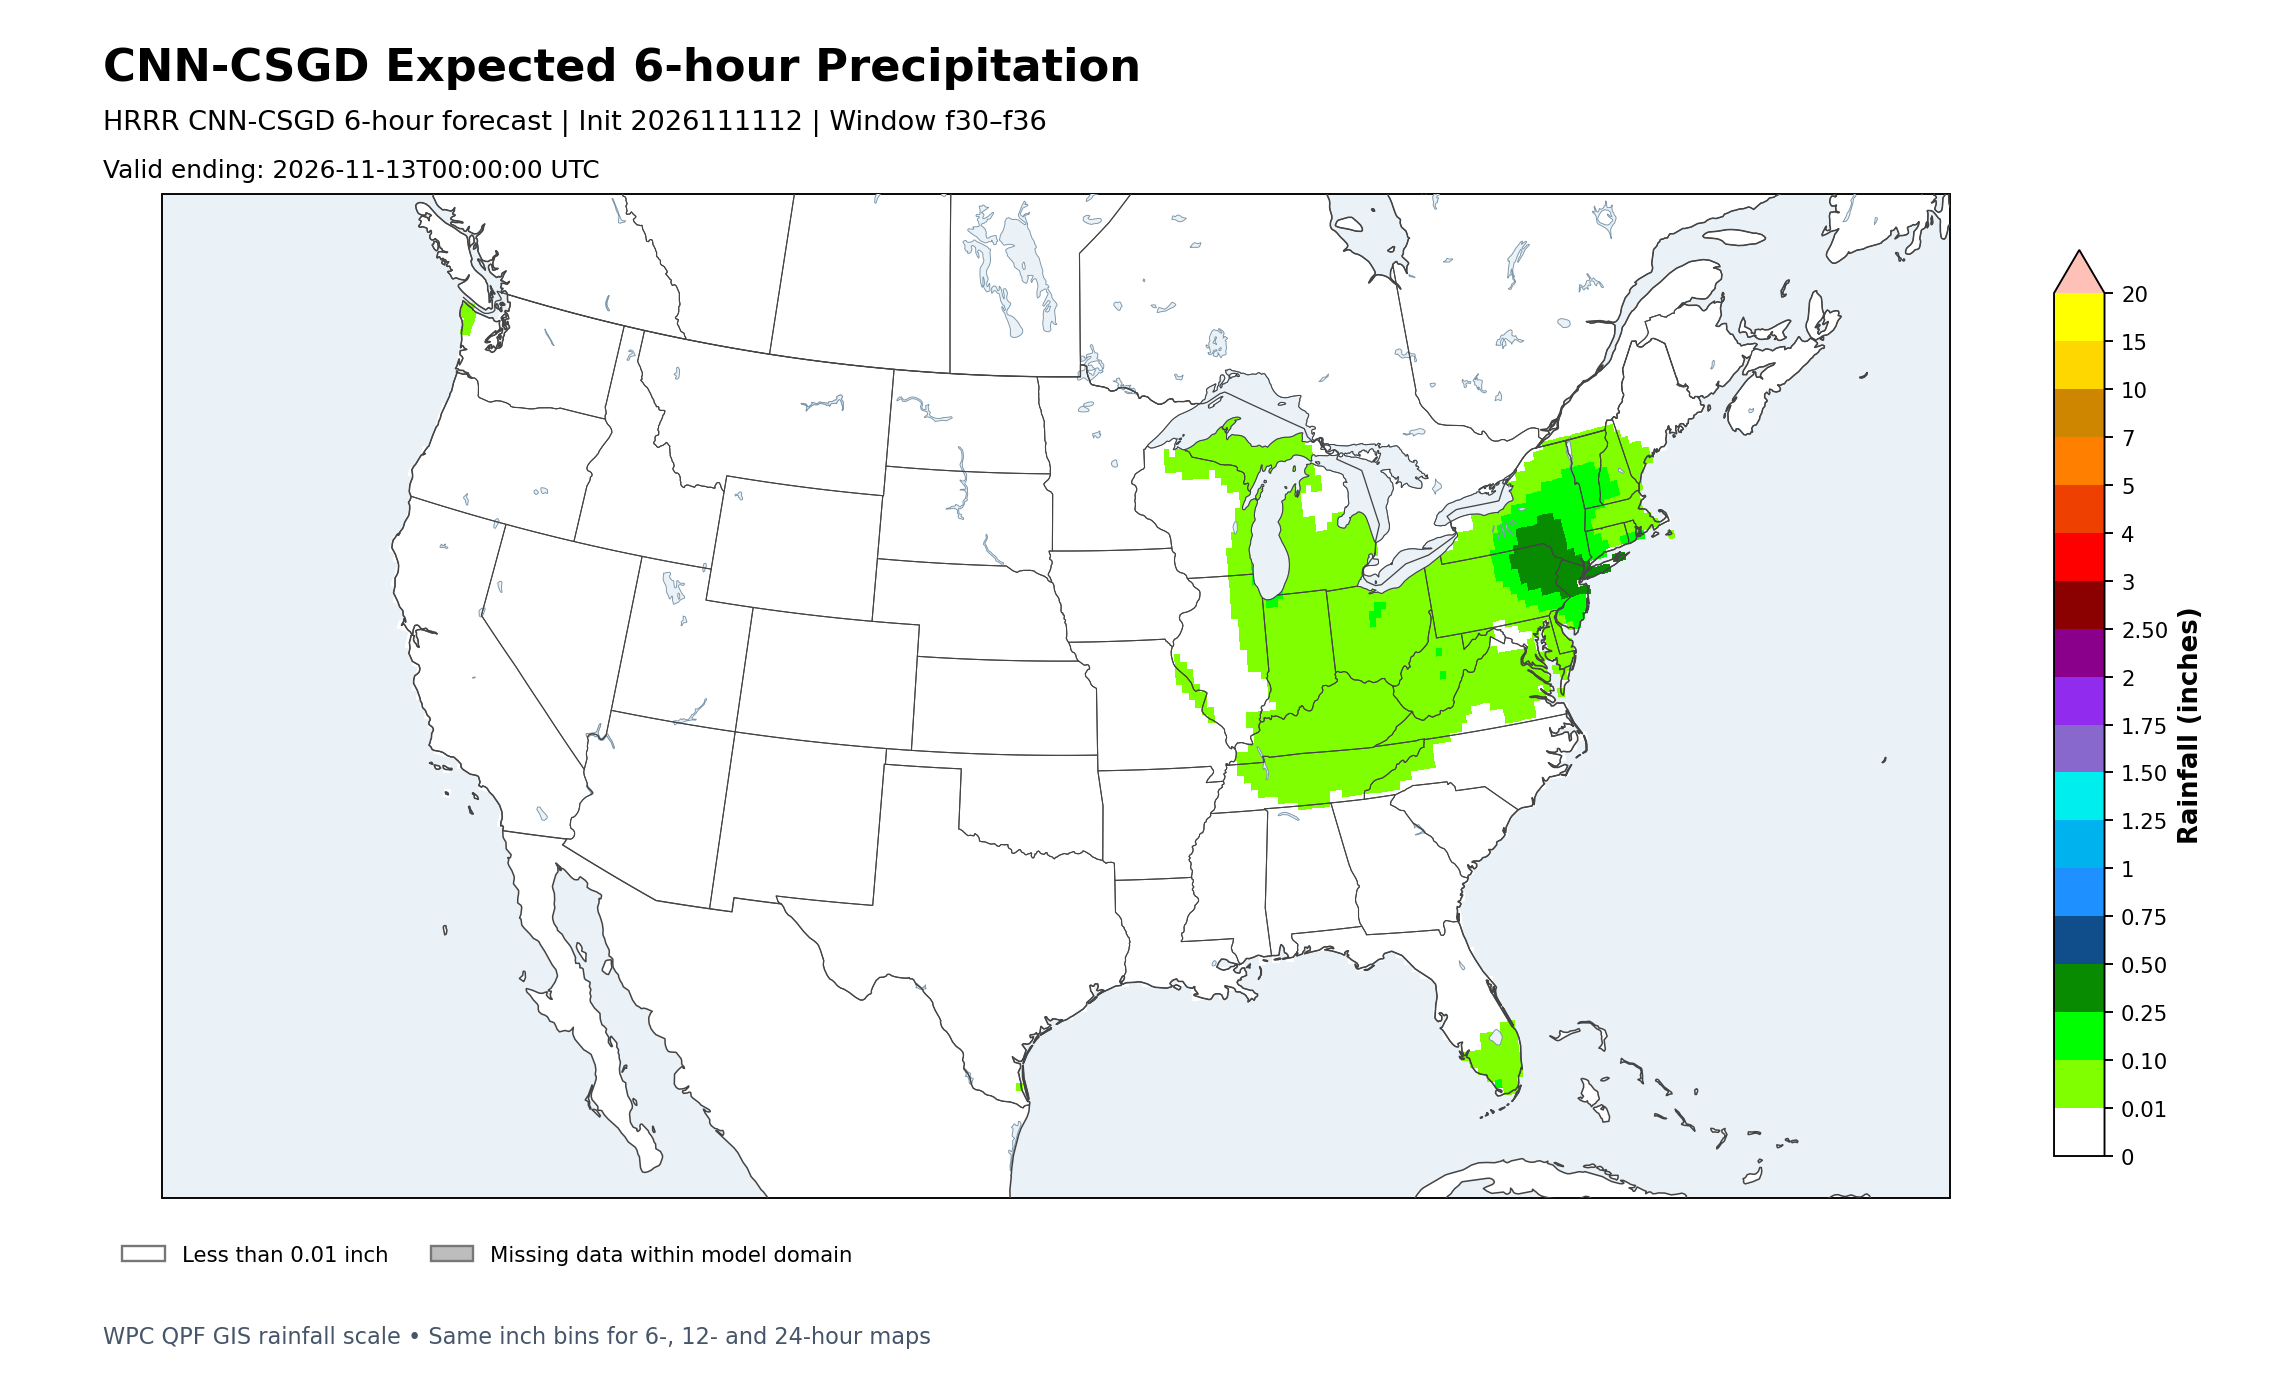 CNN-CSGD Expected 6-hour Precipitation
HRRR CNN-CSGD 6-hour forecast | Init 2026111112 | Window f30–f36
Valid ending: 2026-11-13T00:00:00 UTC
20
15
10
7
5
4
3
2.50
2
1.75
1.50
1.25
1
0.75
0.50
0.25
0.10
0.01
0
Rainfall (inches)
Less than 0.01 inch
Missing data within model domain
WPC QPF GIS rainfall scale • Same inch bins for 6-, 12- and 24-hour maps